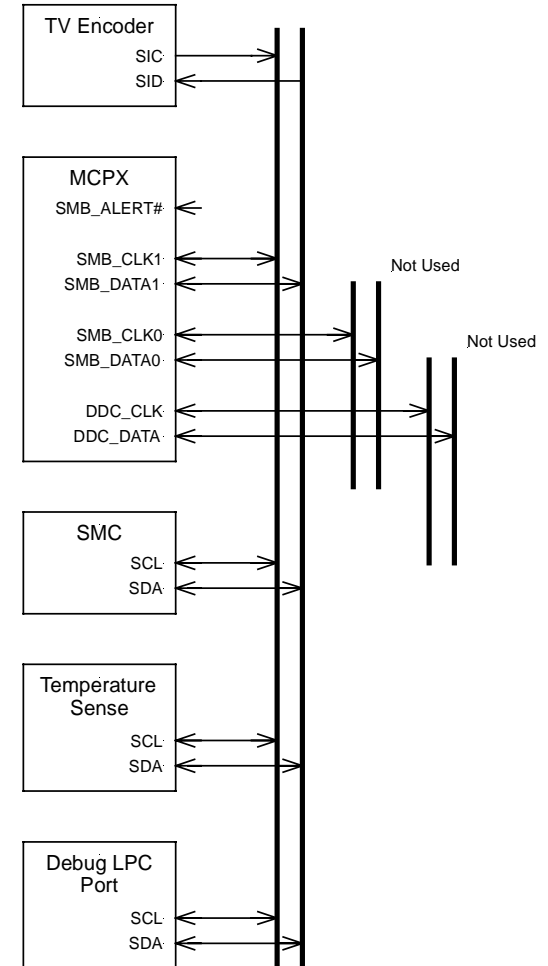 TV Encoder
SIC
SID
MCPX
SMB_ALERT#
SMB_CLK1
SMB_DATA1
Not Used
SMB_CLK0
SMB_DATA0
Not Used
DDC_CLK
DDC_DATA
SMC
SCL
SDA
Temperature
Sense
SCL
SDA
Debug LPC
Port
SCL
SDA